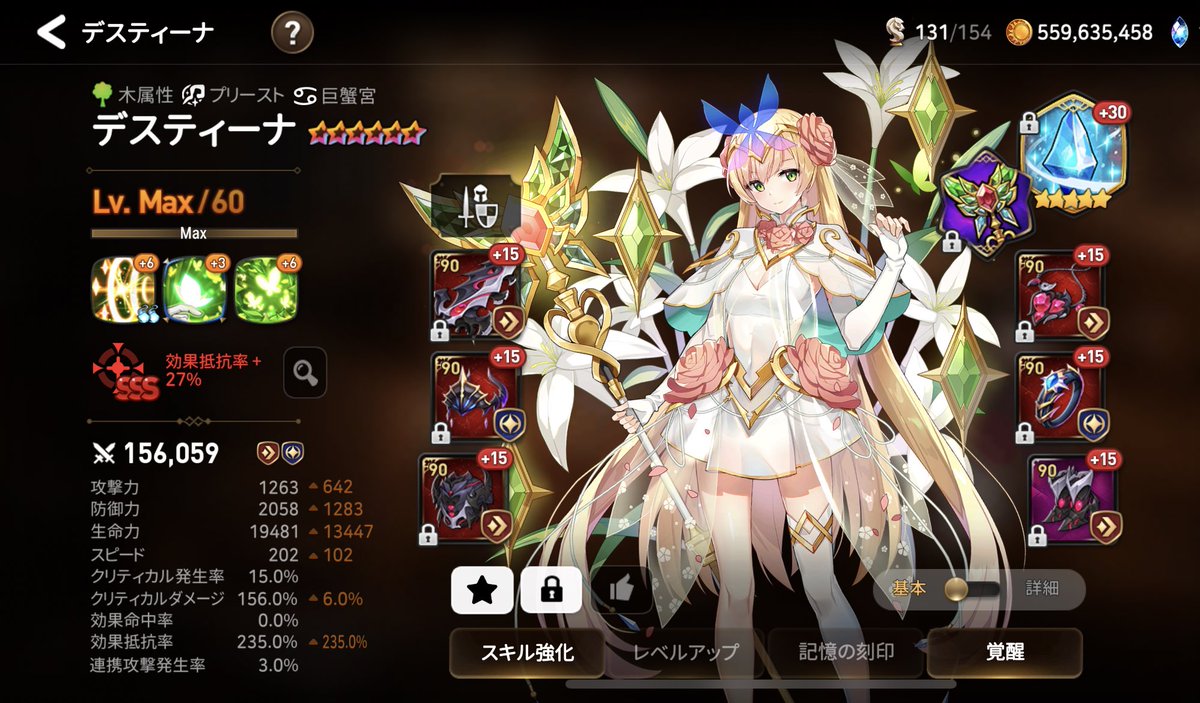 デスティーナ
?
131/154
559,635,458
木属性 プリースト 巨蟹宮
デスティーナ
Lv. Max/60
Max
+6
+3
+6
SSS
効果抵抗率+
27%
156,059
攻撃力 1263 642
防御力 2058 1283
生命力 19481 13447
スピード 202 102
クリティカル発生率 15.0%
クリティカルダメージ 156.0% 6.0%
効果命中率 0.0%
効果抵抗率 235.0% 235.0%
連携攻撃発生率 3.0%
90 +15
90 +15
90 +15
+30
90 +15
90 +15
90 +15
基本
詳細
スキル強化
レベルアップ
記憶の刻印
覚醒